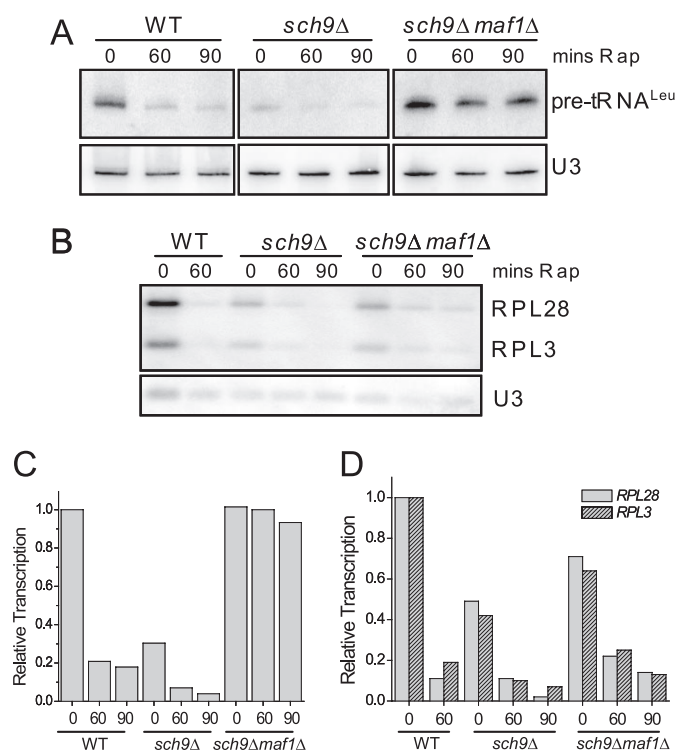 A
WT sch9Δ sch9Δ maf1Δ
0 60 90 0 60 90 0 60 90 mins Rap
pre-tRNALeu
U3
B
WT sch9Δ sch9Δ maf1Δ
0 60 0 60 90 0 60 90 mins Rap
RPL28
RPL3
U3
C
Relative Transcription
1.0
0.8
0.6
0.4
0.2
0.0
0 60 90 0 60 90 0 60 90
WT sch9Δ sch9Δmaf1Δ
D
Relative Transcription
RPL28
RPL3
1.0
0.8
0.6
0.4
0.2
0.0
0 60 0 60 90 0 60 90
WT sch9Δ sch9Δmaf1Δ